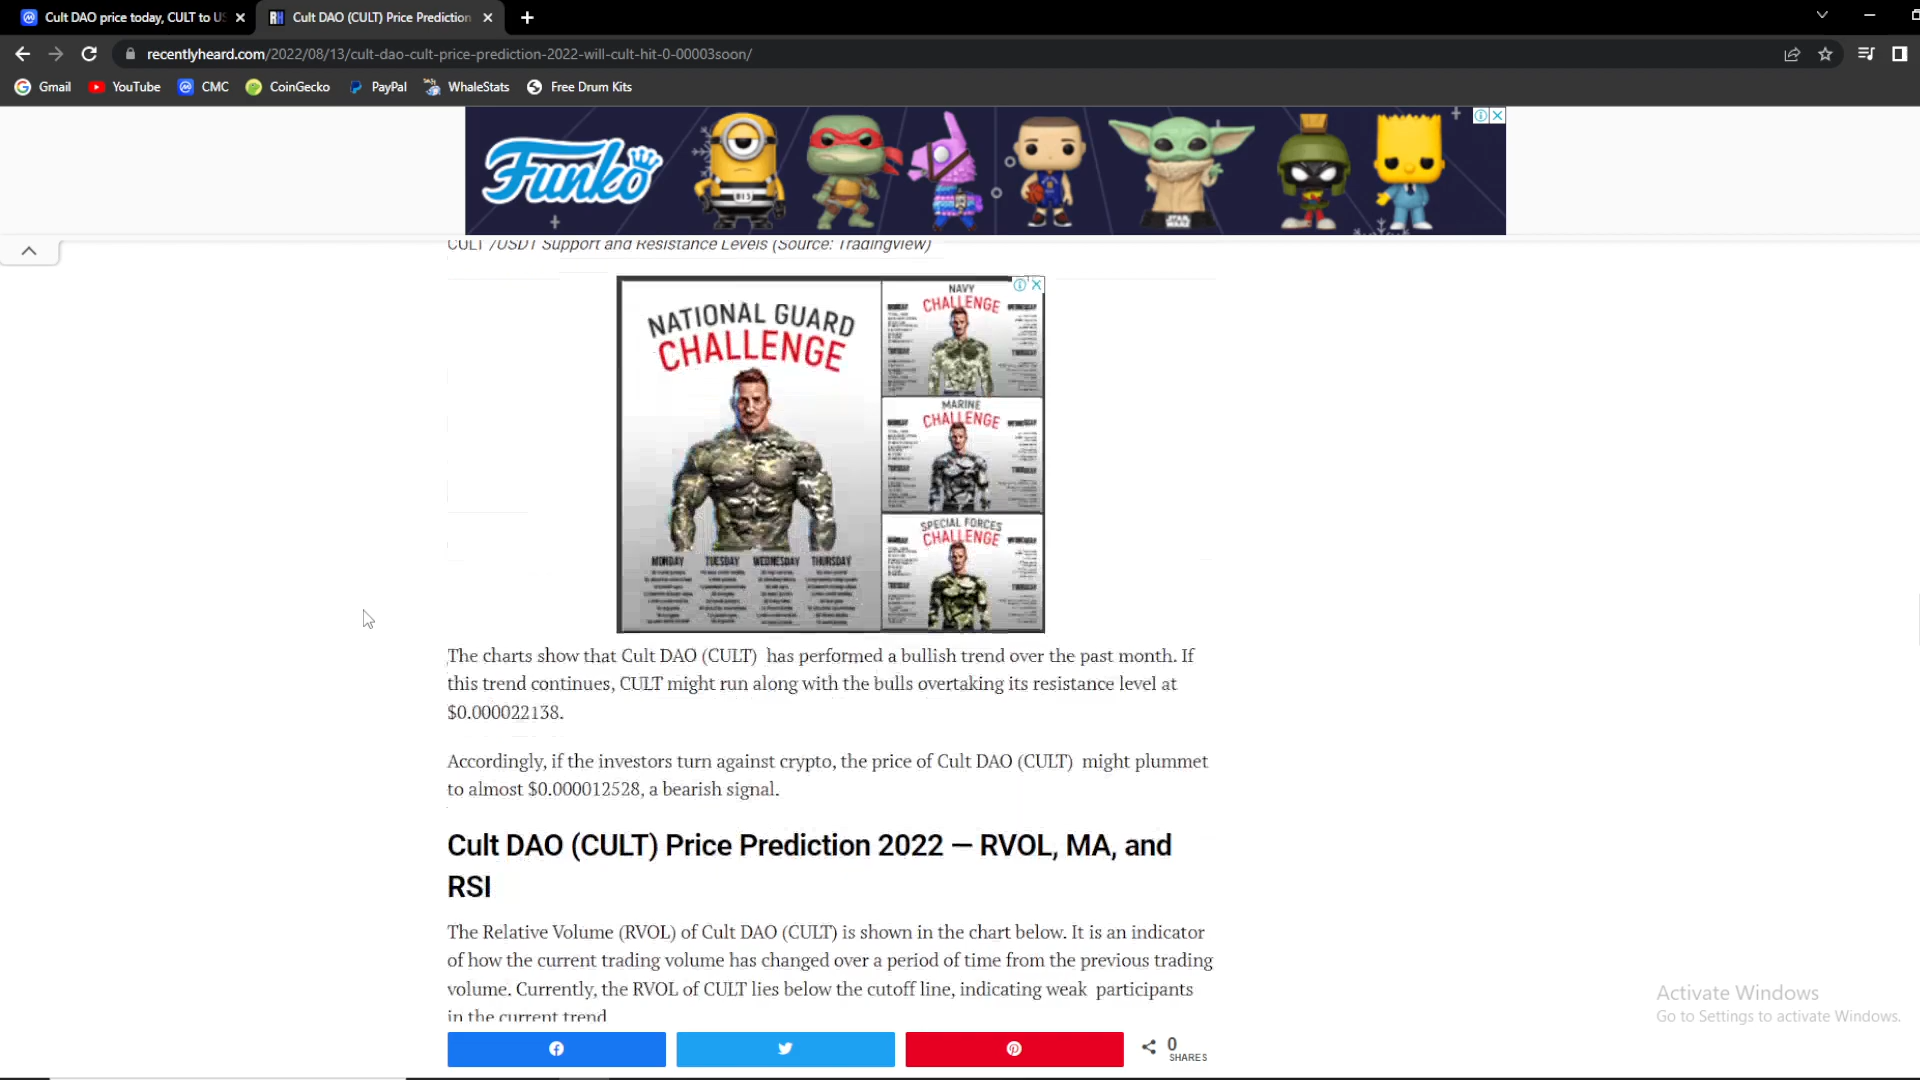 Cult DAO price today, CULT to US
Cult DAO (CULT) Price Prediction
recentlyheard.com/2022/08/13/cult-dao-cult-price-prediction-2022-will-cult-hit-0-00003soon/
Gmail
YouTube
CMC
CoinGecko
PayPal
WhaleStats
Free Drum Kits
Funko
CULT /USDT Support and Resistance Levels (Source: Tradingview)
NATIONAL GUARD
CHALLENGE
MONDAY TUESDAY WEDNESDAY THURSDAY
NAVY
CHALLENGE
MARINE
CHALLENGE
SPECIAL FORCES
CHALLENGE
The charts show that Cult DAO (CULT)  has performed a bullish trend over the past month. If
this trend continues, CULT might run along with the bulls overtaking its resistance level at
$0.000022138.
Accordingly, if the investors turn against crypto, the price of Cult DAO (CULT)  might plummet
to almost $0.000012528, a bearish signal.
Cult DAO (CULT) Price Prediction 2022 — RVOL, MA, and
RSI
The Relative Volume (RVOL) of Cult DAO (CULT) is shown in the chart below. It is an indicator
of how the current trading volume has changed over a period of time from the previous trading
volume. Currently, the RVOL of CULT lies below the cutoff line, indicating weak  participants
in the current trend
0
SHARES
Activate Windows
Go to Settings to activate Windows.